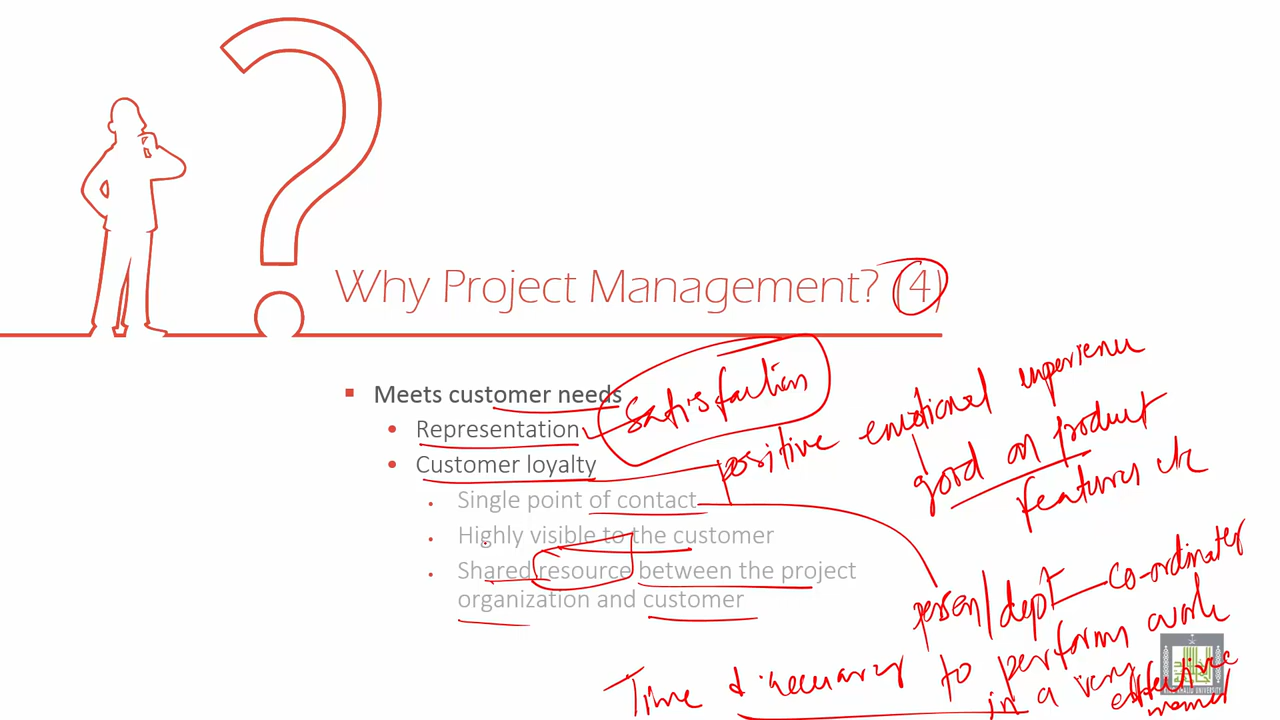 Why Project Management? (4)
Meets customer needs
Satisfaction
Representation
Customer loyalty
positive emotional experience
good on product
features etc
Single point of contact
Highly visible to the customer
Shared resource between the project
organization and customer
person/dept
co-ordinates
Time & necessary to perform work
in a very effective
manner